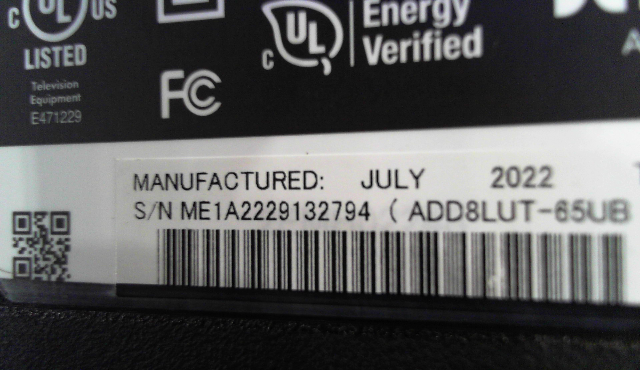 C UL US
LISTED
Television
Equipment
E471229
FC
C UL
Energy
Verified
MANUFACTURED: JULY 2022
S/N ME1A2229132794 ( ADD8LUT-65UB